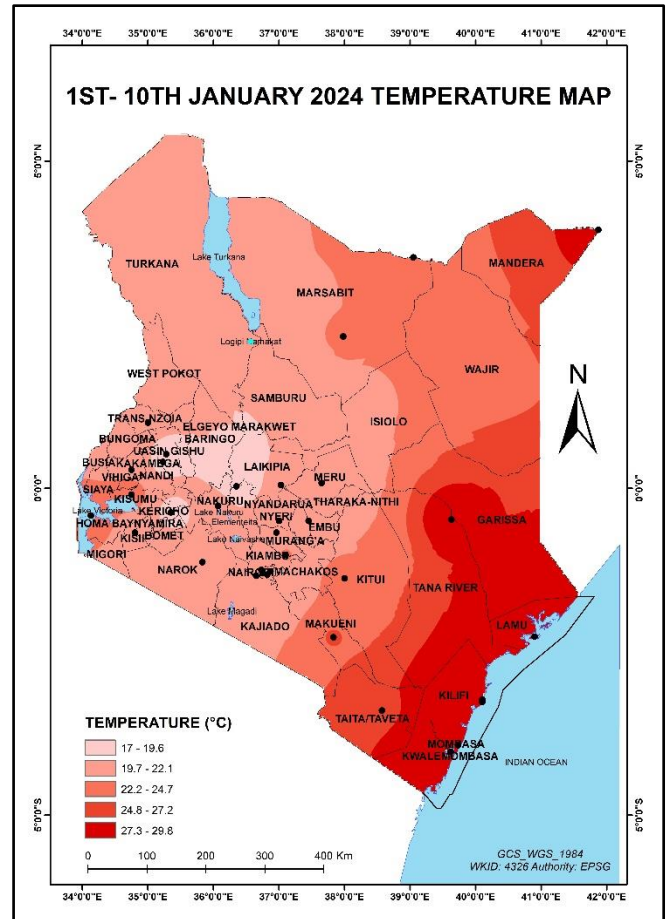 34°0'0"E 35°0'0"E 36°0'0"E 37°0'0"E 38°0'0"E 39°0'0"E 40°0'0"E 41°0'0"E 42°0'0"E
1ST- 10TH JANUARY 2024 TEMPERATURE MAP
5°0'0"N 5°0'0"N
Lake Turkana
TURKANA
MANDERA
MARSABIT
Logipi Namakat
WAJIR
WEST POKOT
N
SAMBURU
ISIOLO
TRANS NZOIA
ELGEYO MARAKWET
BUNGOMA
BARINGO
UASIN GISHU
BUSIA
KAKAMEGA
LAIKIPIA
VIHIGA
NANDI
MERU
0°0'0" 0°0'0"
SIAYA
KISUMU
NAKURU
NYANDARUA
THARAKA-NITHI
Lake Victoria
KERICHO
Lake Nakuru
NYERI
GARISSA
HOMA BAY
NYAMIRA
L. Elementeita
EMBU
KISII
BOMET
Lake Naivasha
MURANG'A
MIGORI
KIAMBU
NAROK
NAIROBI
MACHAKOS
KITUI
TANA RIVER
Lake Magadi
KAJIADO
MAKUENI
LAMU
KILIFI
TAITA/TAVETA
MOMBASA
KWALE
MOMBASA
INDIAN OCEAN
TEMPERATURE (°C)
17 - 19.6
19.7 - 22.1
22.2 - 24.7
24.8 - 27.2
27.3 - 29.8
5°0'0"S 5°0'0"S
0 100 200 400 Km
GCS_WGS_1984
WKID: 4326 Authority: EPSG
34°0'0"E 35°0'0"E 36°0'0"E 37°0'0"E 38°0'0"E 39°0'0"E 40°0'0"E 41°0'0"E 42°0'0"E